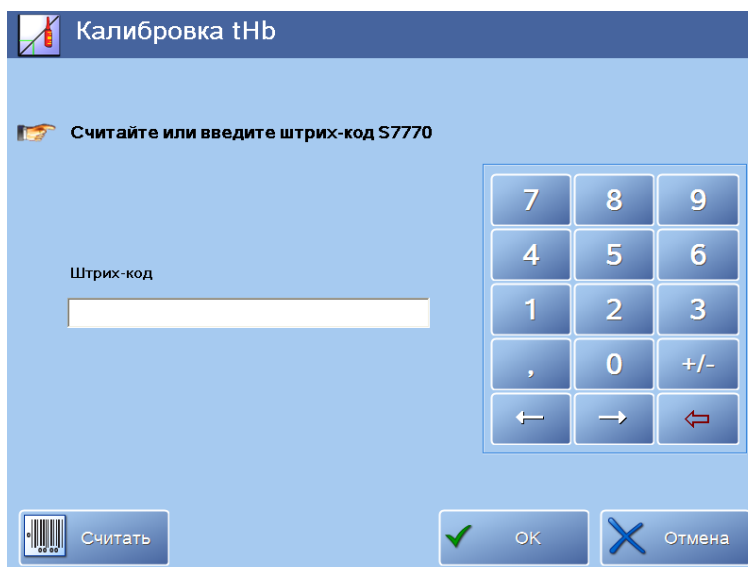 Калибровка tHb
Считайте или введите штрих-код S7770
7 8 9
4 5 6
Штрих-код
1 2 3
, 0 +/-
Считать
OK
Отмена